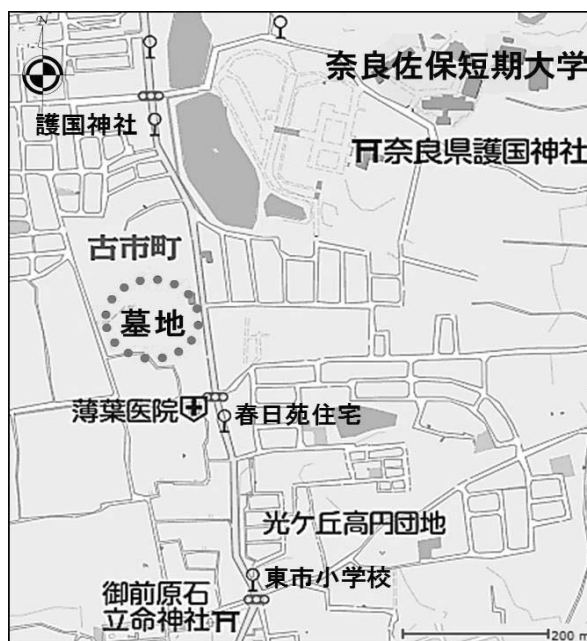 N
奈良佐保短期大学
護国神社
奈良県護国神社
古市町
墓地
薄葉医院
春日苑住宅
光ケ丘高円団地
東市小学校
御前原石
立命神社
200 m